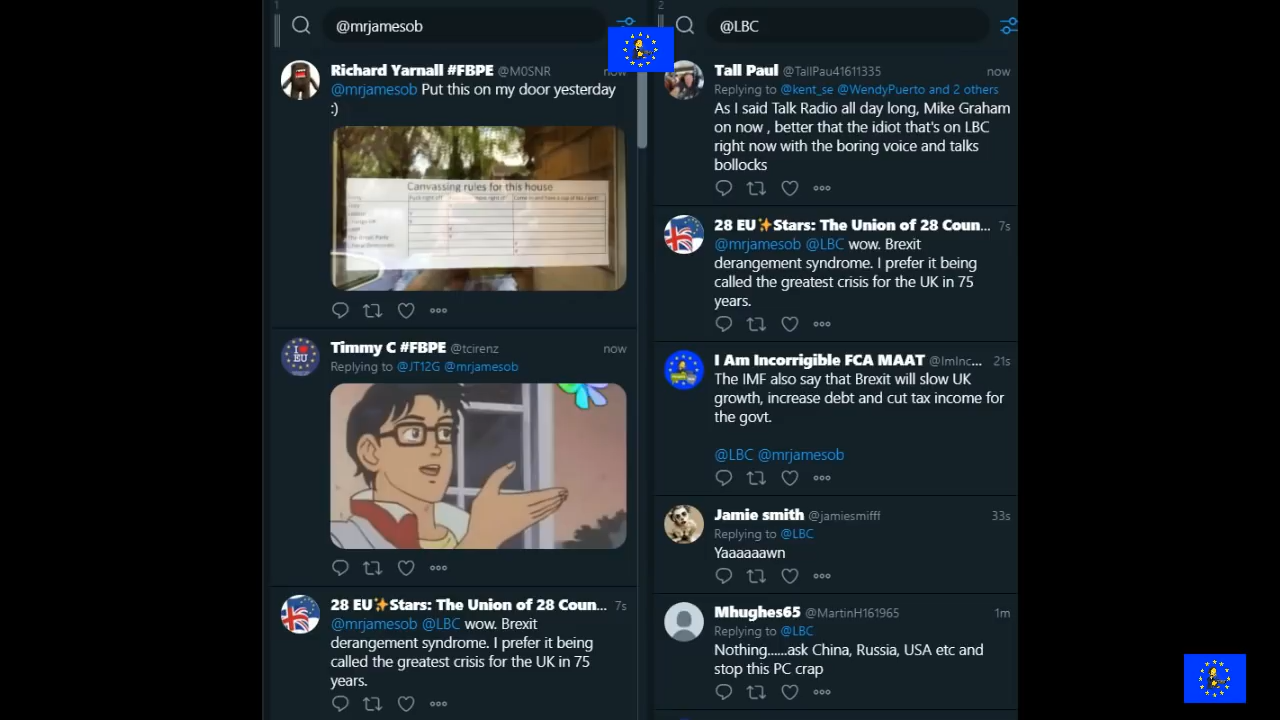 1
@mrjamesob
Richard Yarnall #FBPE @M0SNR now
@mrjamesob Put this on my door yesterday
:)
Canvassing rules for this house
Timmy C #FBPE @tcirenz now
Replying to @JT12G @mrjamesob
28 EU✨Stars: The Union of 28 Coun... 7s
@mrjamesob @LBC wow. Brexit
derangement syndrome. I prefer it being
called the greatest crisis for the UK in 75
years.
2
@LBC
Tall Paul @TallPau41611335 now
Replying to @kent_se @WendyPuerto and 2 others
As I said Talk Radio all day long, Mike Graham
on now , better that the idiot that's on LBC
right now with the boring voice and talks
bollocks
28 EU✨Stars: The Union of 28 Coun... 7s
@mrjamesob @LBC wow. Brexit
derangement syndrome. I prefer it being
called the greatest crisis for the UK in 75
years.
I Am Incorrigible FCA MAAT @ImInc... 21s
The IMF also say that Brexit will slow UK
growth, increase debt and cut tax income for
the govt.
@LBC @mrjamesob
Jamie smith @jamiesmifff 33s
Replying to @LBC
Yaaaaaawn
Mhughes65 @MartinH161965 1m
Replying to @LBC
Nothing......ask China, Russia, USA etc and
stop this PC crap